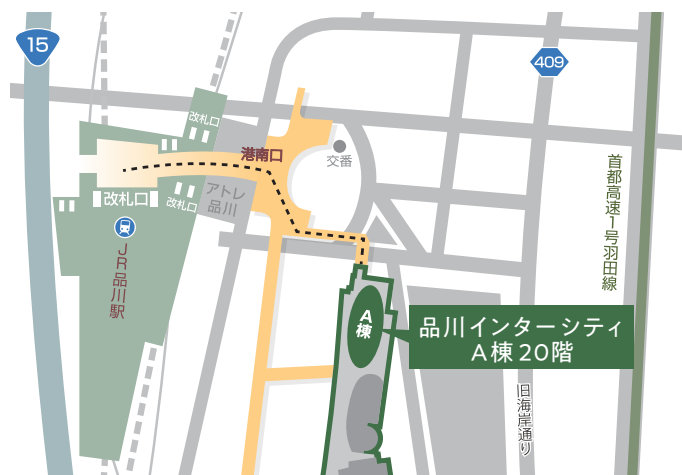 15
409
改札口
港南口
交番
アトレ
品川
改札口
改札口
JR品川駅
首都高速1号羽田線
A
棟
品川インターシティ
A棟20階
旧海岸通り